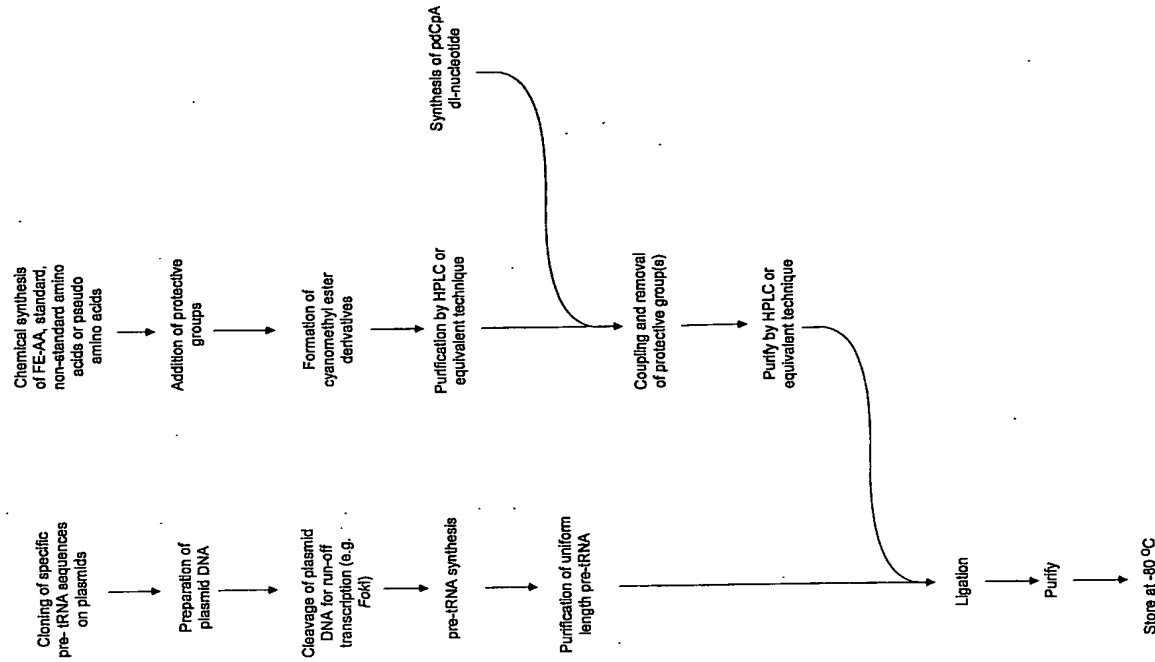 Cloning of specific
pre- tRNA sequences
on plasmids
Preparation of
plasmid DNA
Cleavage of plasmid
DNA for run-off
transcription (e.g.
FokI)
pre-tRNA synthesis
Purification of uniform
length pre-tRNA
Chemical synthesis
of FE-AA, standard,
non-standard amino
acids or pseudo
amino acids
Addition of protective
groups
Formation of
cyanomethyl ester
derivatives
Purification by HPLC or
equivalent technique
Synthesis of pdCpA
di-nucleotide
Coupling and removal
of protective group(s)
Purify by HPLC or
equivalent technique
Ligation
Purify
Store at -80 ºC